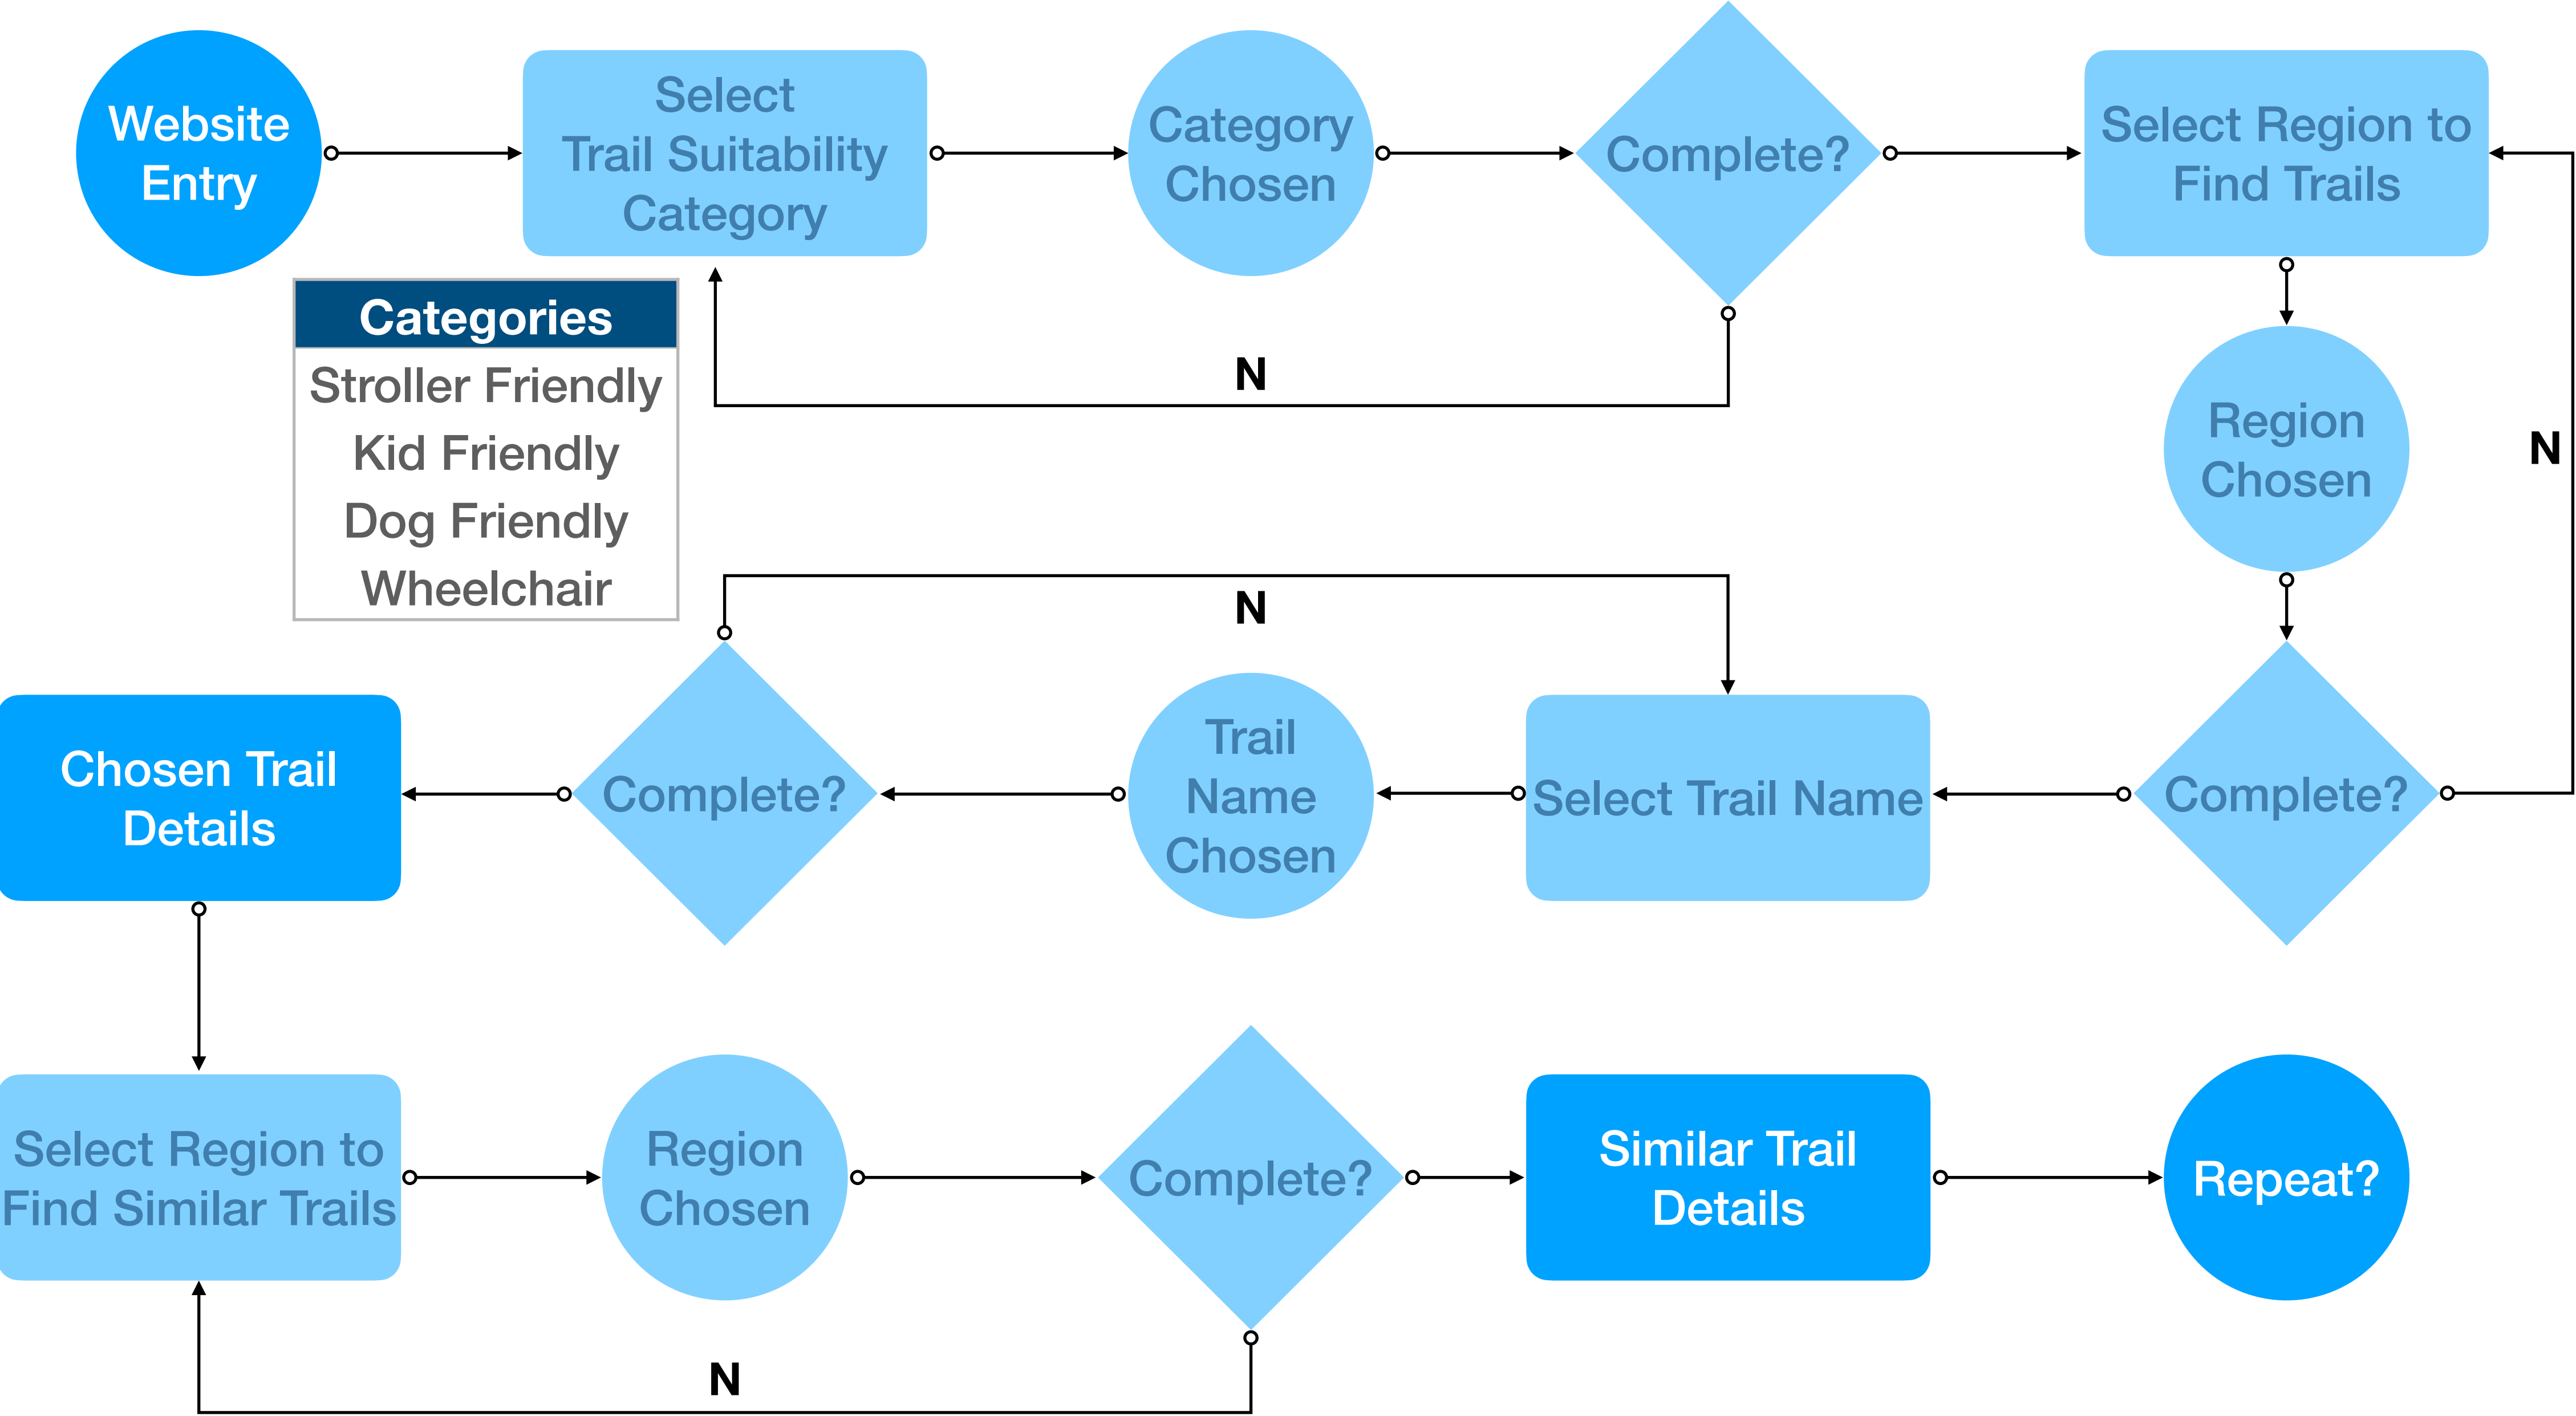 Website
Entry
Select
Trail Suitability
Category
Category
Chosen
Complete?
Select Region to
Find Trails
Categories
Stroller Friendly
Kid Friendly
Dog Friendly
Wheelchair
N
Region
Chosen
N
N
Chosen Trail
Details
Complete?
Trail
Name
Chosen
Select Trail Name
Complete?
Select Region to
Find Similar Trails
Region
Chosen
Complete?
Similar Trail
Details
Repeat?
N